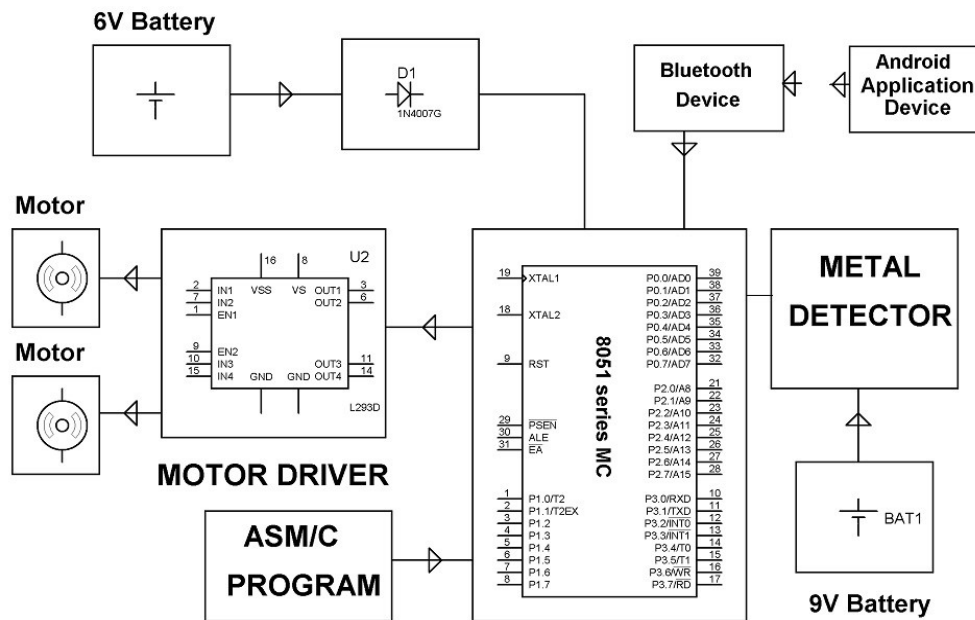 6V Battery
D1
1N4007G
Bluetooth
Device
Android
Application
Device
Motor
Motor
U2
16
8
VSS
VS
2
7
1
IN1
IN2
EN1
OUT1
OUT2
3
6
9
10
15
EN2
IN3
IN4
OUT3
OUT4
11
14
GND
GND
L293D
MOTOR DRIVER
ASM/C
PROGRAM
8051 series MC
19 XTAL1
18 XTAL2
9 RST
29 PSEN
30 ALE
31 EA
1 P1.0/T2
2 P1.1/T2EX
3 P1.2
4 P1.3
5 P1.4
6 P1.5
7 P1.6
8 P1.7
P0.0/AD0 39
P0.1/AD1 38
P0.2/AD2 37
P0.3/AD3 36
P0.4/AD4 35
P0.5/AD5 34
P0.6/AD6 33
P0.7/AD7 32
P2.0/A8 21
P2.1/A9 22
P2.2/A10 23
P2.3/A11 24
P2.4/A12 25
P2.5/A13 26
P2.6/A14 27
P2.7/A15 28
P3.0/RXD 10
P3.1/TXD 11
P3.2/INT0 12
P3.3/INT1 13
P3.4/T0 14
P3.5/T1 15
P3.6/WR 16
P3.7/RD 17
METAL
DETECTOR
BAT1
9V Battery